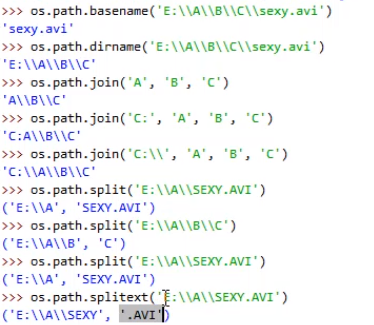 >>> os.path.basename('E:\\A\\B\\C\\sexy.avi')
'sexy.avi'
>>> os.path.dirname('E:\\A\\B\\C\\sexy.avi')
'E:\\A\\B\\C'
>>> os.path.join('A', 'B', 'C')
'A\\B\\C'
>>> os.path.join('C:', 'A', 'B', 'C')
'C:A\\B\\C'
>>> os.path.join('C:\\', 'A', 'B', 'C')
'C:\\A\\B\\C'
>>> os.path.split('E:\\A\\SEXY.AVI')
('E:\\A', 'SEXY.AVI')
>>> os.path.split('E:\\A\\B\\C')
('E:\\A\\B', 'C')
>>> os.path.split('E:\\A\\SEXY.AVI')
('E:\\A', 'SEXY.AVI')
>>> os.path.splitext('E:\\A\\SEXY.AVI')
('E:\\A\\SEXY', '.AVI')